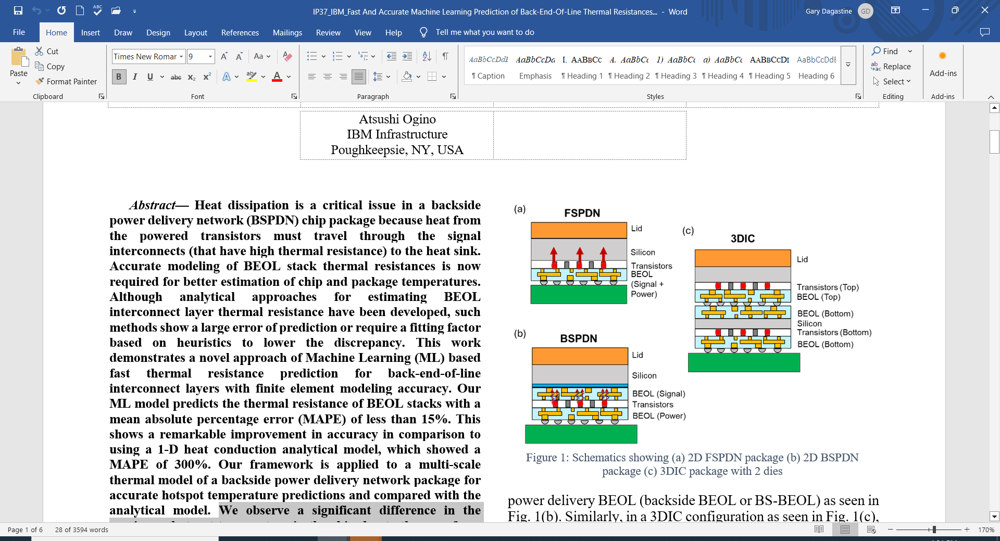 IP37_IBM_Fast And Accurate Machine Learning Prediction of Back-End-Of-Line Thermal Resistances... - Word
Gary Dagastine
GD
File
Home
Insert
Draw
Design
Layout
References
Mailings
Review
View
Help
Tell me what you want to do
Paste
Cut
Copy
Format Painter
Clipboard
Times New Romar
9
Aa
B
I
U
abc
x₂
x²
A
ab
A
Font
Paragraph
AaBbCcDdI
¶ Caption
AaBbCcDa
Emphasis
I. AABBCC
¶ Heading 1
A. AaBbCc
¶ Heading 2
1) AaBbCc
¶ Heading 3
a) AaBbCc
¶ Heading 4
AABBCCDI
¶ Heading 5
AaBbCcDdE
Heading 6
Styles
Find
Replace
Select
Editing
Add-ins
Add-ins
Atsushi Ogino
IBM Infrastructure
Poughkeepsie, NY, USA
Abstract— Heat dissipation is a critical issue in a backside
power delivery network (BSPDN) chip package because heat from
the powered transistors must travel through the signal
interconnects (that have high thermal resistance) to the heat sink.
Accurate modeling of BEOL stack thermal resistances is now
required for better estimation of chip and package temperatures.
Although analytical approaches for estimating BEOL
interconnect layer thermal resistance have been developed, such
methods show a large error of prediction or require a fitting factor
based on heuristics to lower the discrepancy. This work
demonstrates a novel approach of Machine Learning (ML) based
fast thermal resistance prediction for back-end-of-line
interconnect layers with finite element modeling accuracy. Our
ML model predicts the thermal resistance of BEOL stacks with a
mean absolute percentage error (MAPE) of less than 15%. This
shows a remarkable improvement in accuracy in comparison to
using a 1-D heat conduction analytical model, which showed a
MAPE of 300%. Our framework is applied to a multi-scale
thermal model of a backside power delivery network package for
accurate hotspot temperature predictions and compared with the
analytical model. We observe a significant difference in the
(a)
FSPDN
Lid
Silicon
Transistors
BEOL
(Signal +
Power)
(b)
BSPDN
Lid
Silicon
BEOL (Signal)
Transistors
BEOL (Power)
(c)
3DIC
Lid
Transistors (Top)
BEOL (Top)
BEOL (Bottom)
Silicon
Transistors (Bottom)
BEOL (Bottom)
Figure 1: Schematics showing (a) 2D FSPDN package (b) 2D BSPDN
package (c) 3DIC package with 2 dies
power delivery BEOL (backside BEOL or BS-BEOL) as seen in
Fig. 1(b). Similarly, in a 3DIC configuration as seen in Fig. 1(c),
Page 1 of 6
28 of 3594 words
170%